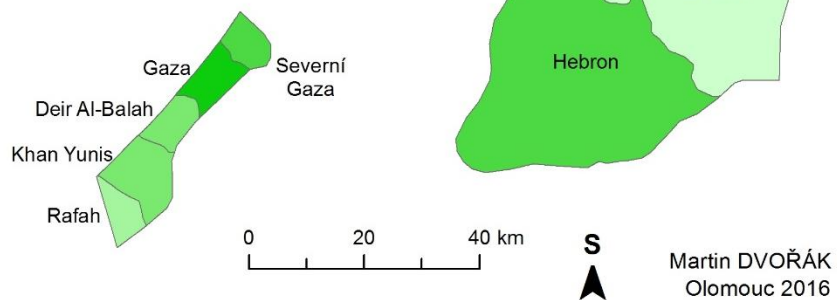 Gaza
Severní
Gaza
Hebron
Deir Al-Balah
Khan Yunis
Rafah
0 20 40 km
S
Martin DVOŘÁK
Olomouc 2016